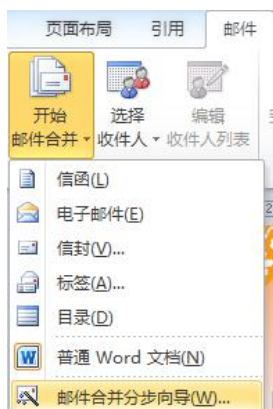 页面布局 引用 邮件
开始 选择 编辑
邮件合并 收件人 收件人列表
信函(L)
电子邮件(E)
信封(V)...
标签(A)...
目录(D)
普通 Word 文档(N)
邮件合并分步向导(W)...